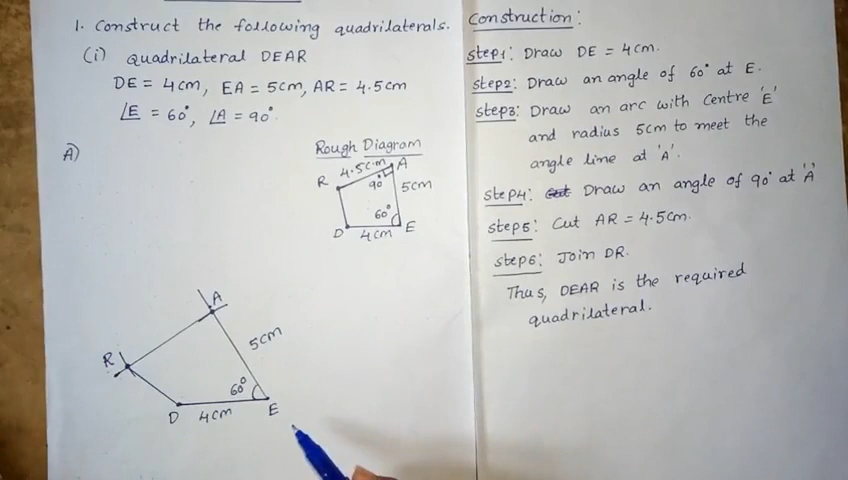 1. Construct the following quadrilaterals.
(i) quadrilateral DEAR
DE = 4cm, EA = 5cm, AR = 4.5cm
∠E = 60°, ∠A = 90°.
A)
Rough Diagram
4.5c.m A
R 90° 5cm
60°
D 4cm E
A
5cm
R
60°
D 4cm E
Construction:
Step1: Draw DE = 4cm.
Step2: Draw an angle of 60° at E.
Step3: Draw an arc with centre 'E'
and radius 5cm to meet the
angle line at 'A'.
Step4: Draw an angle of 90° at 'A'
Step5: Cut AR = 4.5cm.
Step6: Join DR.
Thus, DEAR is the required
quadrilateral.